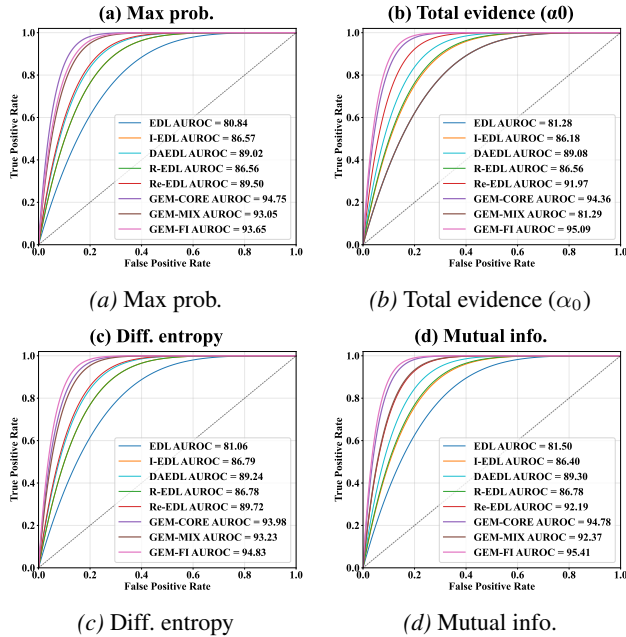 (a) Max prob.
True Positive Rate
1.0
0.8
0.6
0.4
0.2
0.0
EDL AUROC = 80.84
I-EDL AUROC = 86.57
DAEDL AUROC = 89.02
R-EDL AUROC = 86.56
Re-EDL AUROC = 89.50
GEM-CORE AUROC = 94.75
GEM-MIX AUROC = 93.05
GEM-FI AUROC = 93.65
0.0 0.2 0.4 0.6 0.8 1.0
False Positive Rate
(a) Max prob.
(b) Total evidence (α0)
True Positive Rate
1.0
0.8
0.6
0.4
0.2
0.0
EDL AUROC = 81.28
I-EDL AUROC = 86.18
DAEDL AUROC = 89.08
R-EDL AUROC = 86.56
Re-EDL AUROC = 91.97
GEM-CORE AUROC = 94.36
GEM-MIX AUROC = 81.29
GEM-FI AUROC = 95.09
0.0 0.2 0.4 0.6 0.8 1.0
False Positive Rate
(b) Total evidence (α₀)
(c) Diff. entropy
True Positive Rate
1.0
0.8
0.6
0.4
0.2
0.0
EDL AUROC = 81.06
I-EDL AUROC = 86.79
DAEDL AUROC = 89.24
R-EDL AUROC = 86.78
Re-EDL AUROC = 89.72
GEM-CORE AUROC = 93.98
GEM-MIX AUROC = 93.23
GEM-FI AUROC = 94.83
0.0 0.2 0.4 0.6 0.8 1.0
False Positive Rate
(c) Diff. entropy
(d) Mutual info.
True Positive Rate
1.0
0.8
0.6
0.4
0.2
0.0
EDL AUROC = 81.50
I-EDL AUROC = 86.40
DAEDL AUROC = 89.30
R-EDL AUROC = 86.78
Re-EDL AUROC = 92.19
GEM-CORE AUROC = 94.78
GEM-MIX AUROC = 92.37
GEM-FI AUROC = 95.41
0.0 0.2 0.4 0.6 0.8 1.0
False Positive Rate
(d) Mutual info.